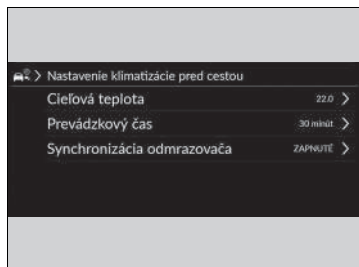 Nastavenie klimatizácie pred cestou
Cieľová teplota 22.0
Prevádzkový čas 30 minút
Synchronizácia odmrazovača ZAPNUTÉ